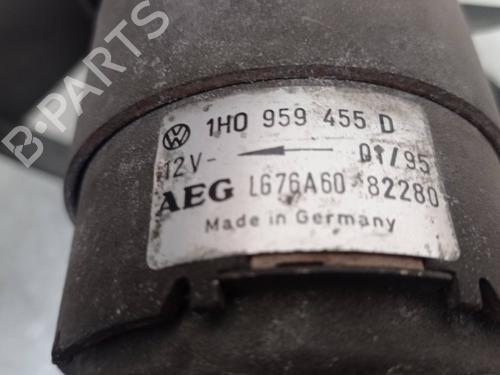 B-PARTS
1H0 959 455 D
12V- 01/95
AEG L676A60 82280
Made in Germany